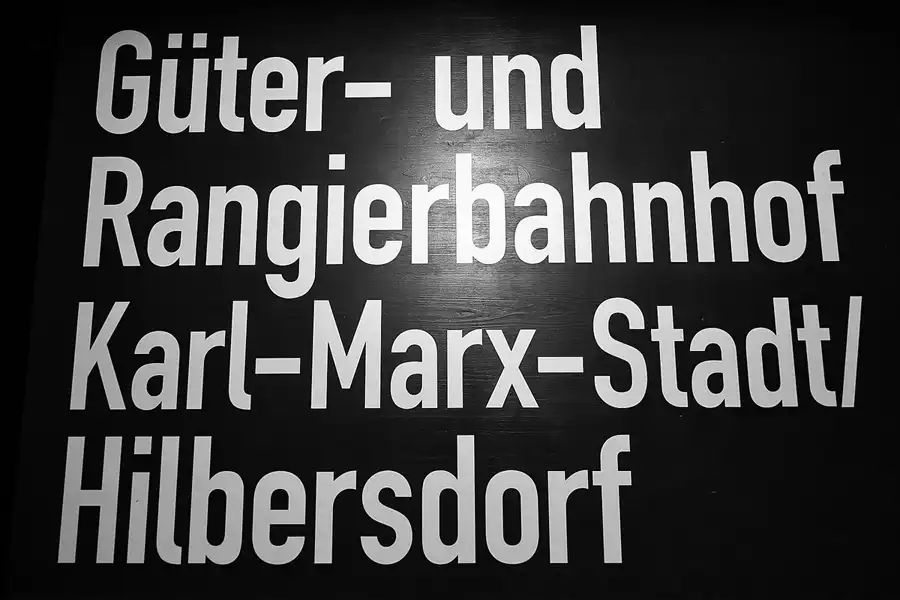 Güter- und
Rangierbahnhof
Karl-Marx-Stadt/
Hilbersdorf